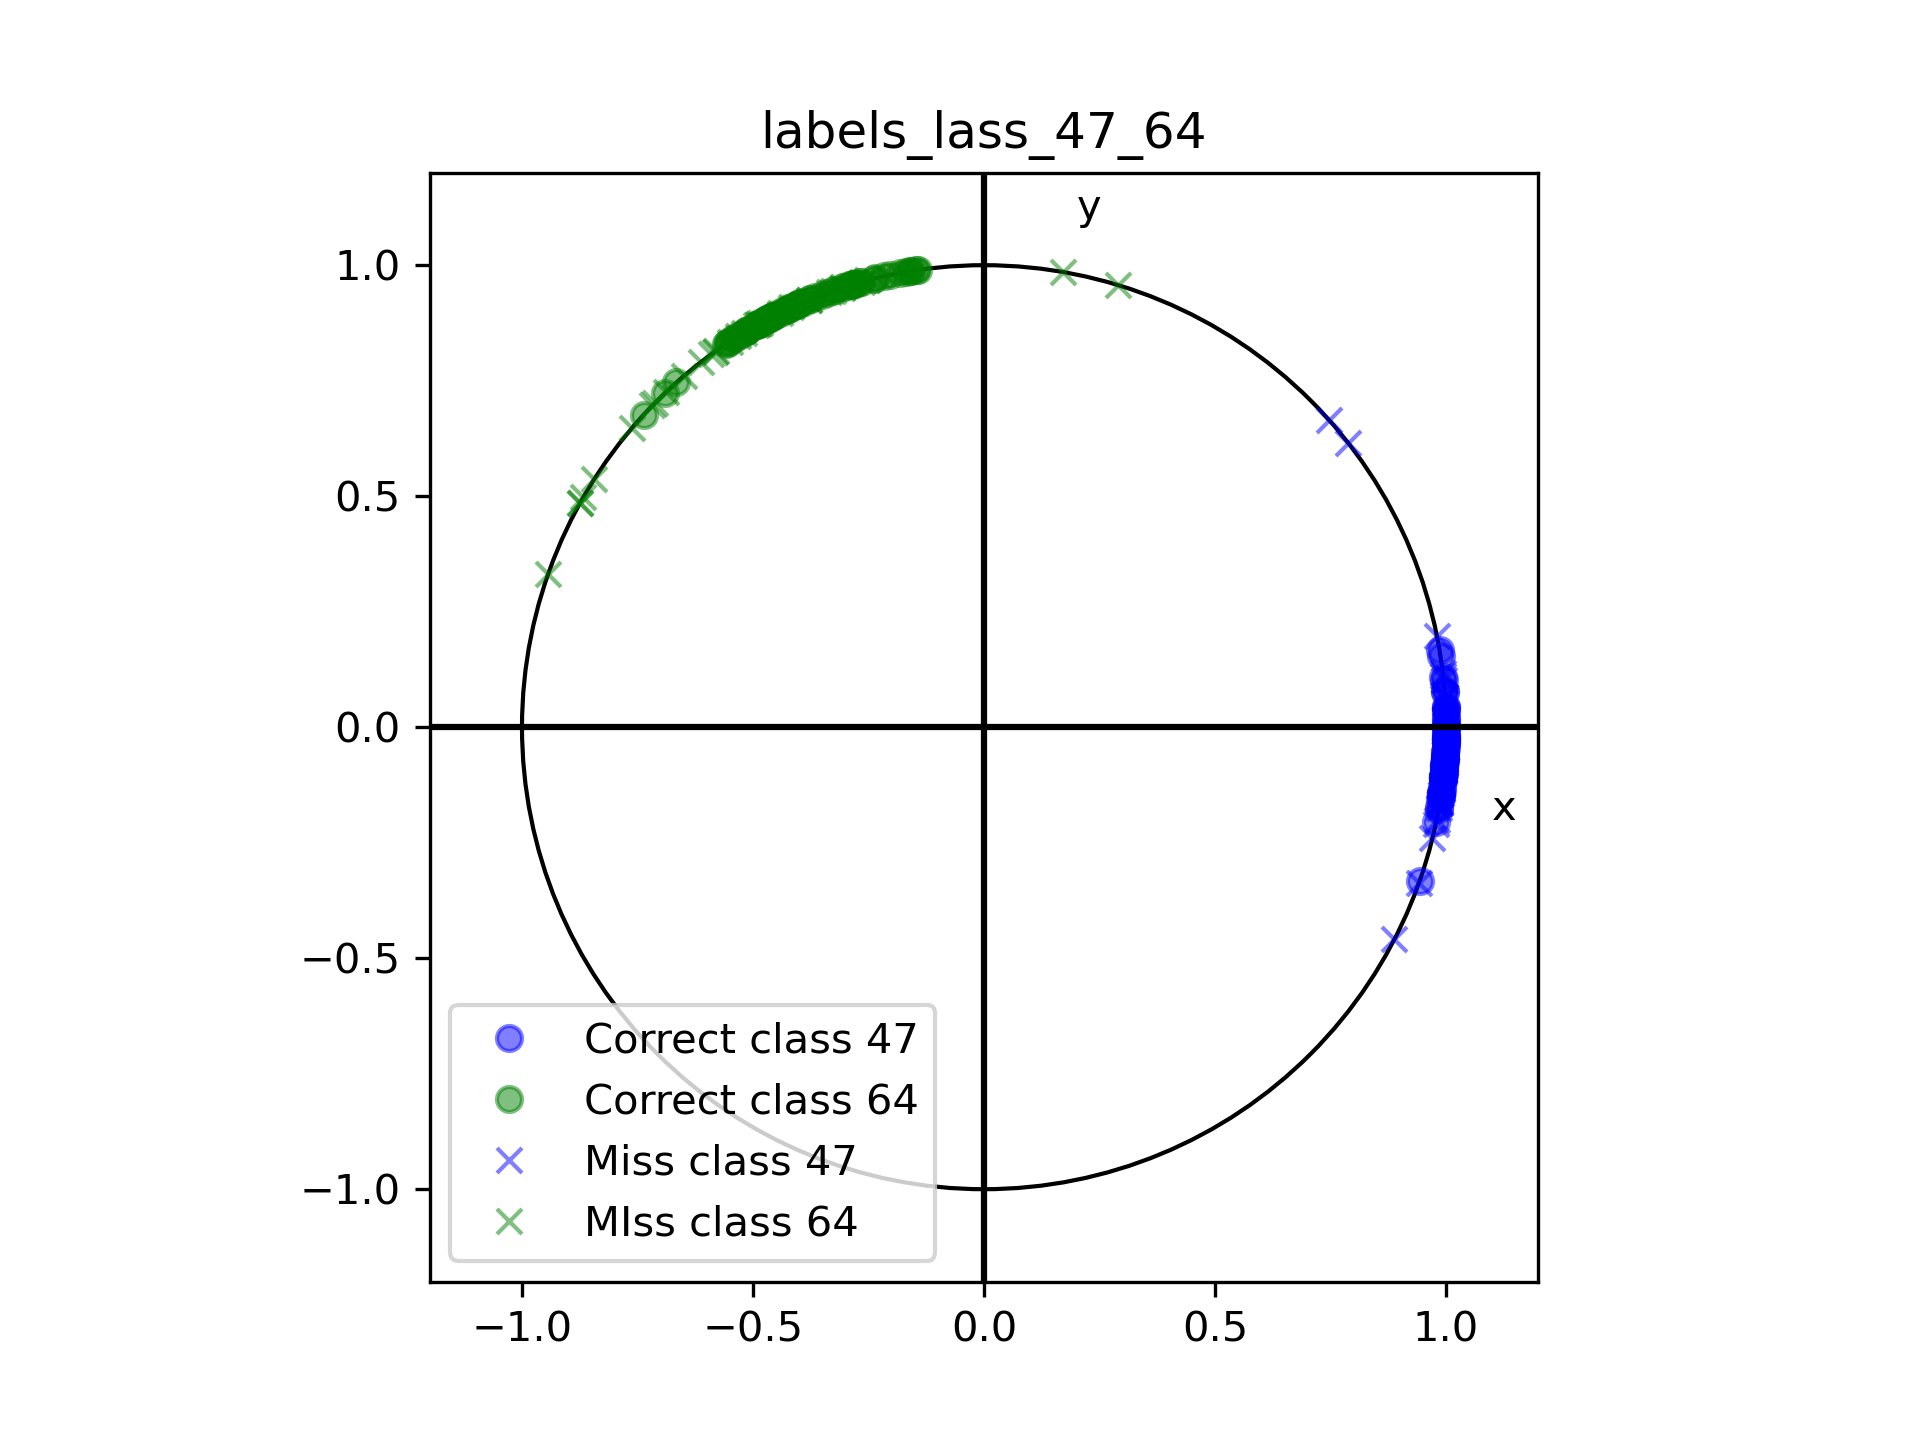 labels_lass_47_64
y
1.0
0.5
0.0
x
−0.5
−1.0
Correct class 47
Correct class 64
Miss class 47
MIss class 64
−1.0 −0.5 0.0 0.5 1.0